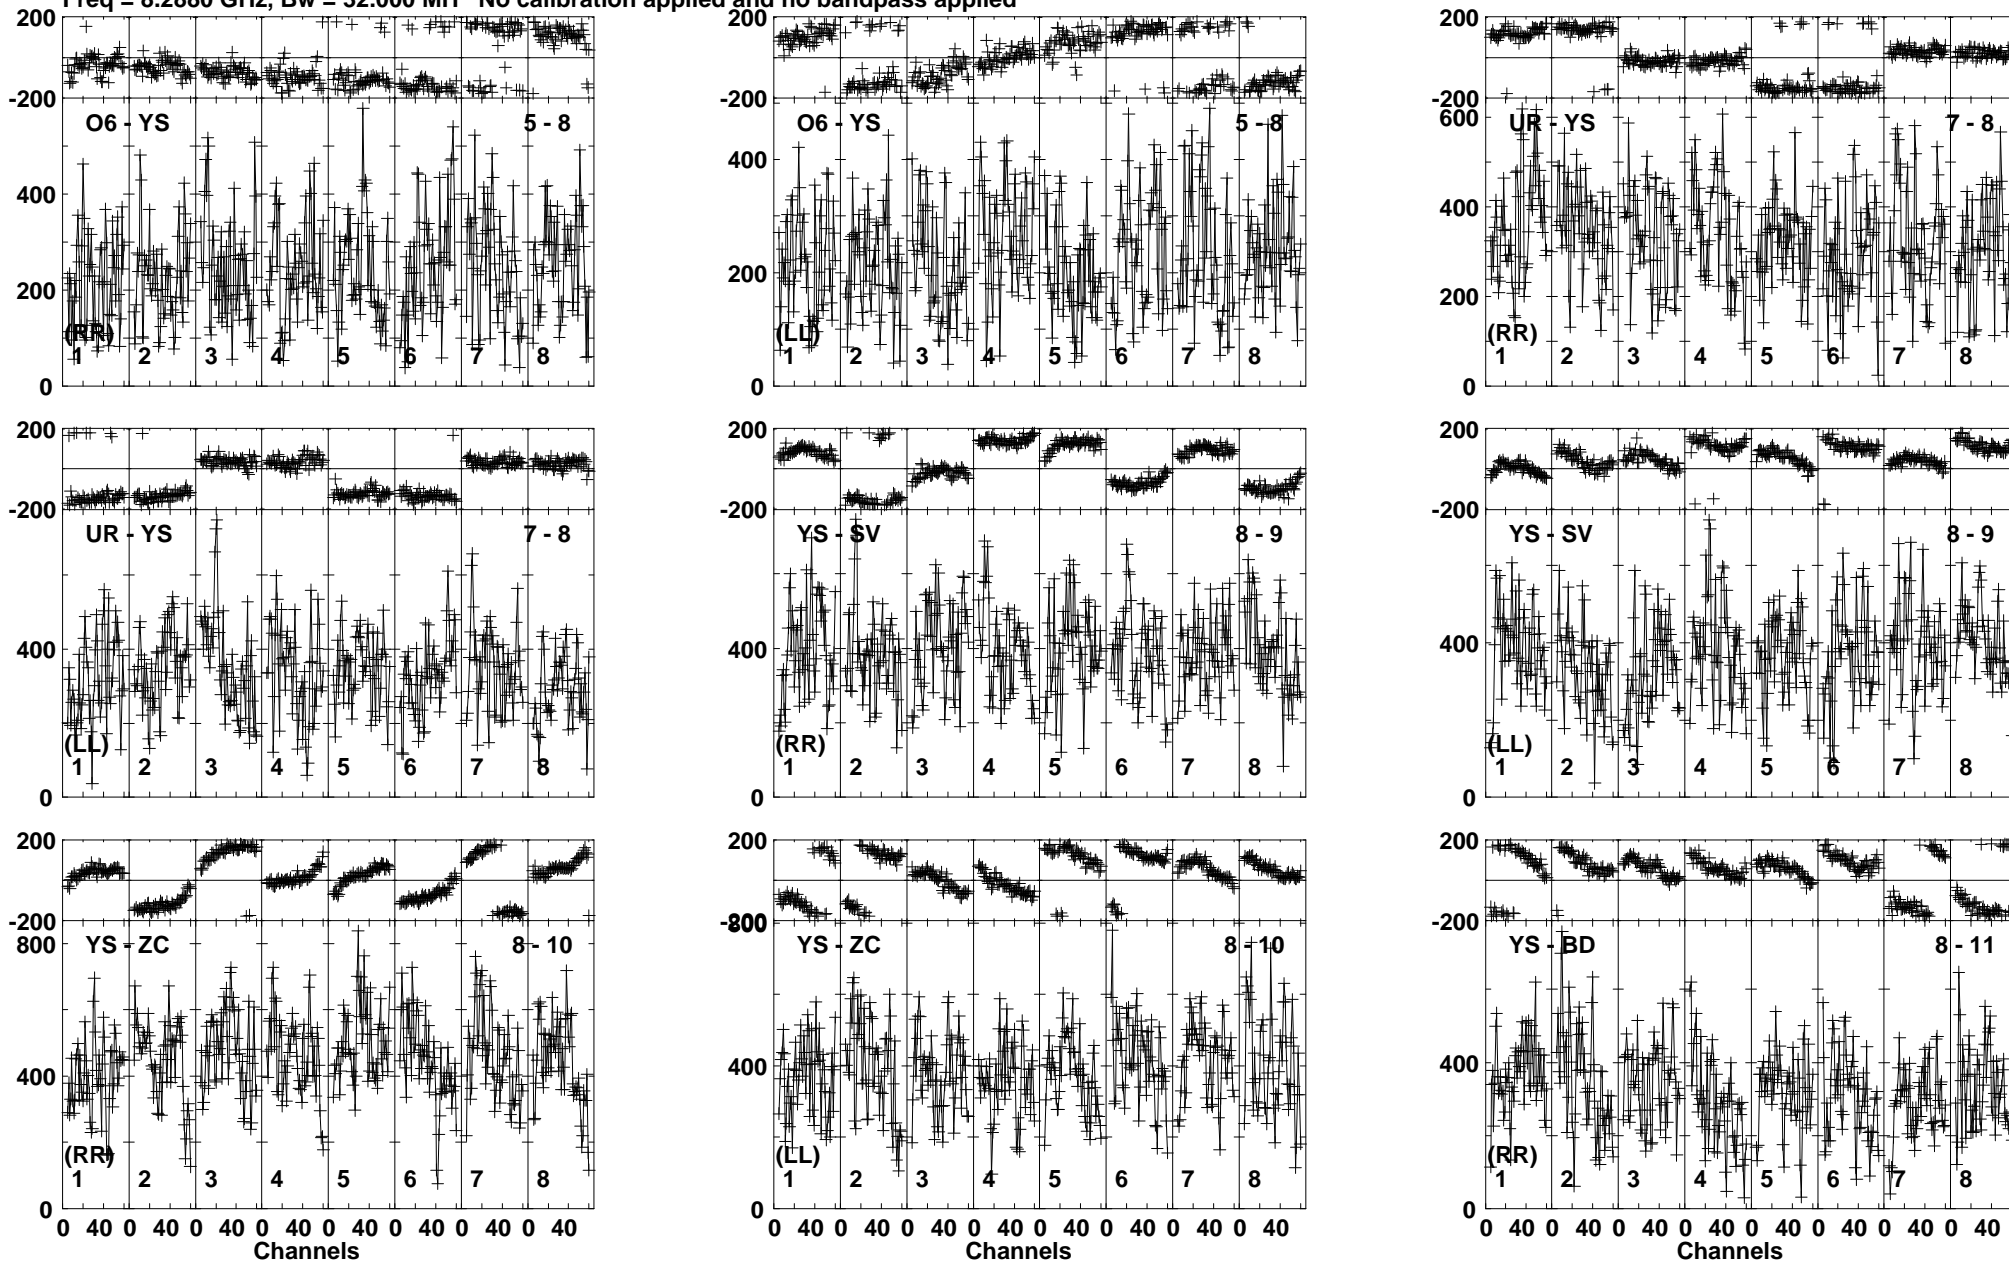 Freq = 8.2880 GHz, Bw = 32.000 MH No calibration applied and no bandpass applied
200 200 200
-200 -200 -200
O6 - YS 5 - 8 O6 - YS 5 - 8 UR - YS 7 - 8
600
400 400 400
200 200 200
(RR) (LL) (RR)
1 2 3 4 5 6 7 8 1 2 3 4 5 6 7 8 1 2 3 4 5 6 7 8
0 0 0
200 200 200
-200 -200 -200
UR - YS 7 - 8 YS - SV 8 - 9 YS - SV 8 - 9
400 400 400
(LL) (RR) (LL)
1 2 3 4 5 6 7 8 1 2 3 4 5 6 7 8 1 2 3 4 5 6 7 8
0 0 0
200 200 200
-200 -200 -200
800 800
YS - ZC 8 - 10 YS - ZC 8 - 10 YS - BD 8 - 11
400 400 400
(RR) (LL) (RR)
1 2 3 4 5 6 7 8 1 2 3 4 5 6 7 8 1 2 3 4 5 6 7 8
0 0 0
0 40 0 40 0 40 0 40 0 40 0 40 0 40 0 40 0 40 0 40 0 40 0 40 0 40 0 40 0 40 0 40 0 40 0 40 0 40 0 40 0 40 0 40 0 40 0 40
Channels Channels Channels